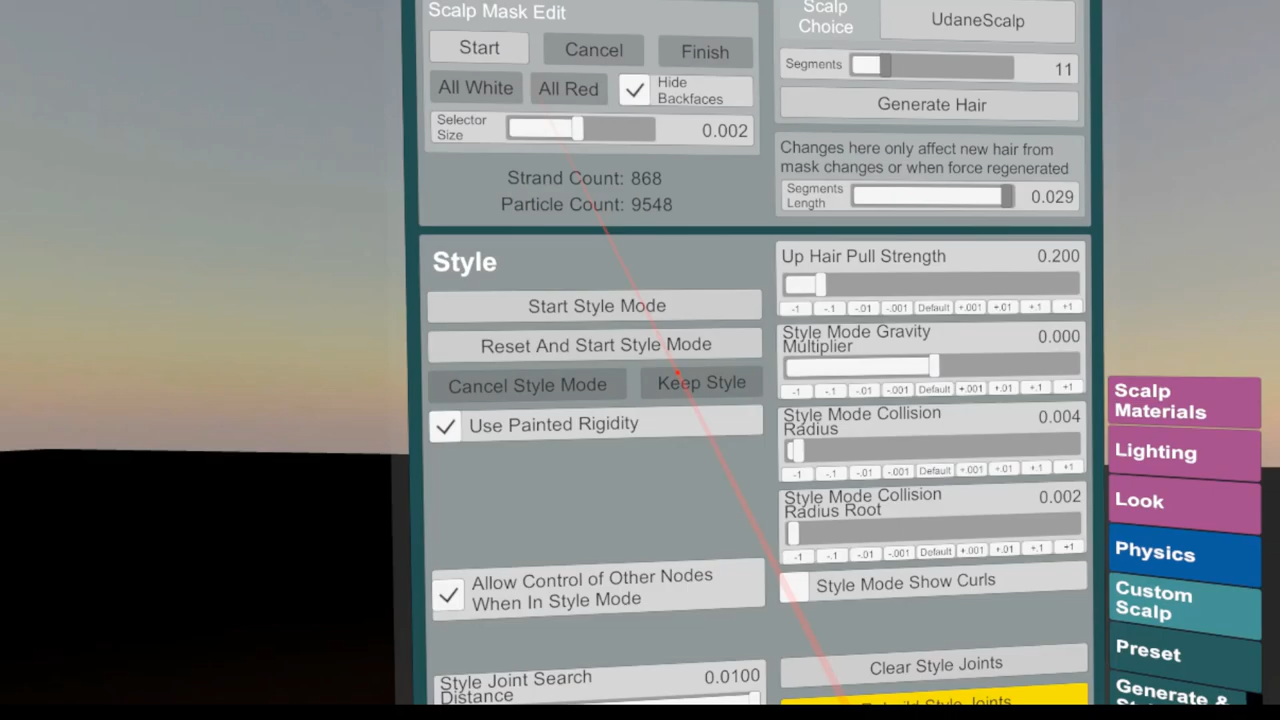 Scalp Mask Edit
Start
Cancel
Finish
All White
All Red
Hide
Backfaces
Selector
Size
0.002
Strand Count: 868
Particle Count: 9548
Scalp
Choice
UdaneScalp
Segments
11
Generate Hair
Changes here only affect new hair from
mask changes or when force regenerated
Segments
Length
0.029
Style
Start Style Mode
Reset And Start Style Mode
Cancel Style Mode
Keep Style
Use Painted Rigidity
Allow Control of Other Nodes
When In Style Mode
Style Joint Search
Distance
0.0100
Up Hair Pull Strength
0.200
-1 -.1 -.01 -.001 Default +.001 +.01 +.1 +1
Style Mode Gravity
Multiplier
0.000
-1 -.1 -.01 -.001 Default +.001 +.01 +.1 +1
Style Mode Collision
Radius
0.004
-1 -.1 -.01 -.001 Default +.001 +.01 +.1 +1
Style Mode Collision
Radius Root
0.002
-1 -.1 -.01 -.001 Default +.001 +.01 +.1 +1
Style Mode Show Curls
Clear Style Joints
Rebuild Style Joints
Scalp
Materials
Lighting
Look
Physics
Custom
Scalp
Preset
Generate &